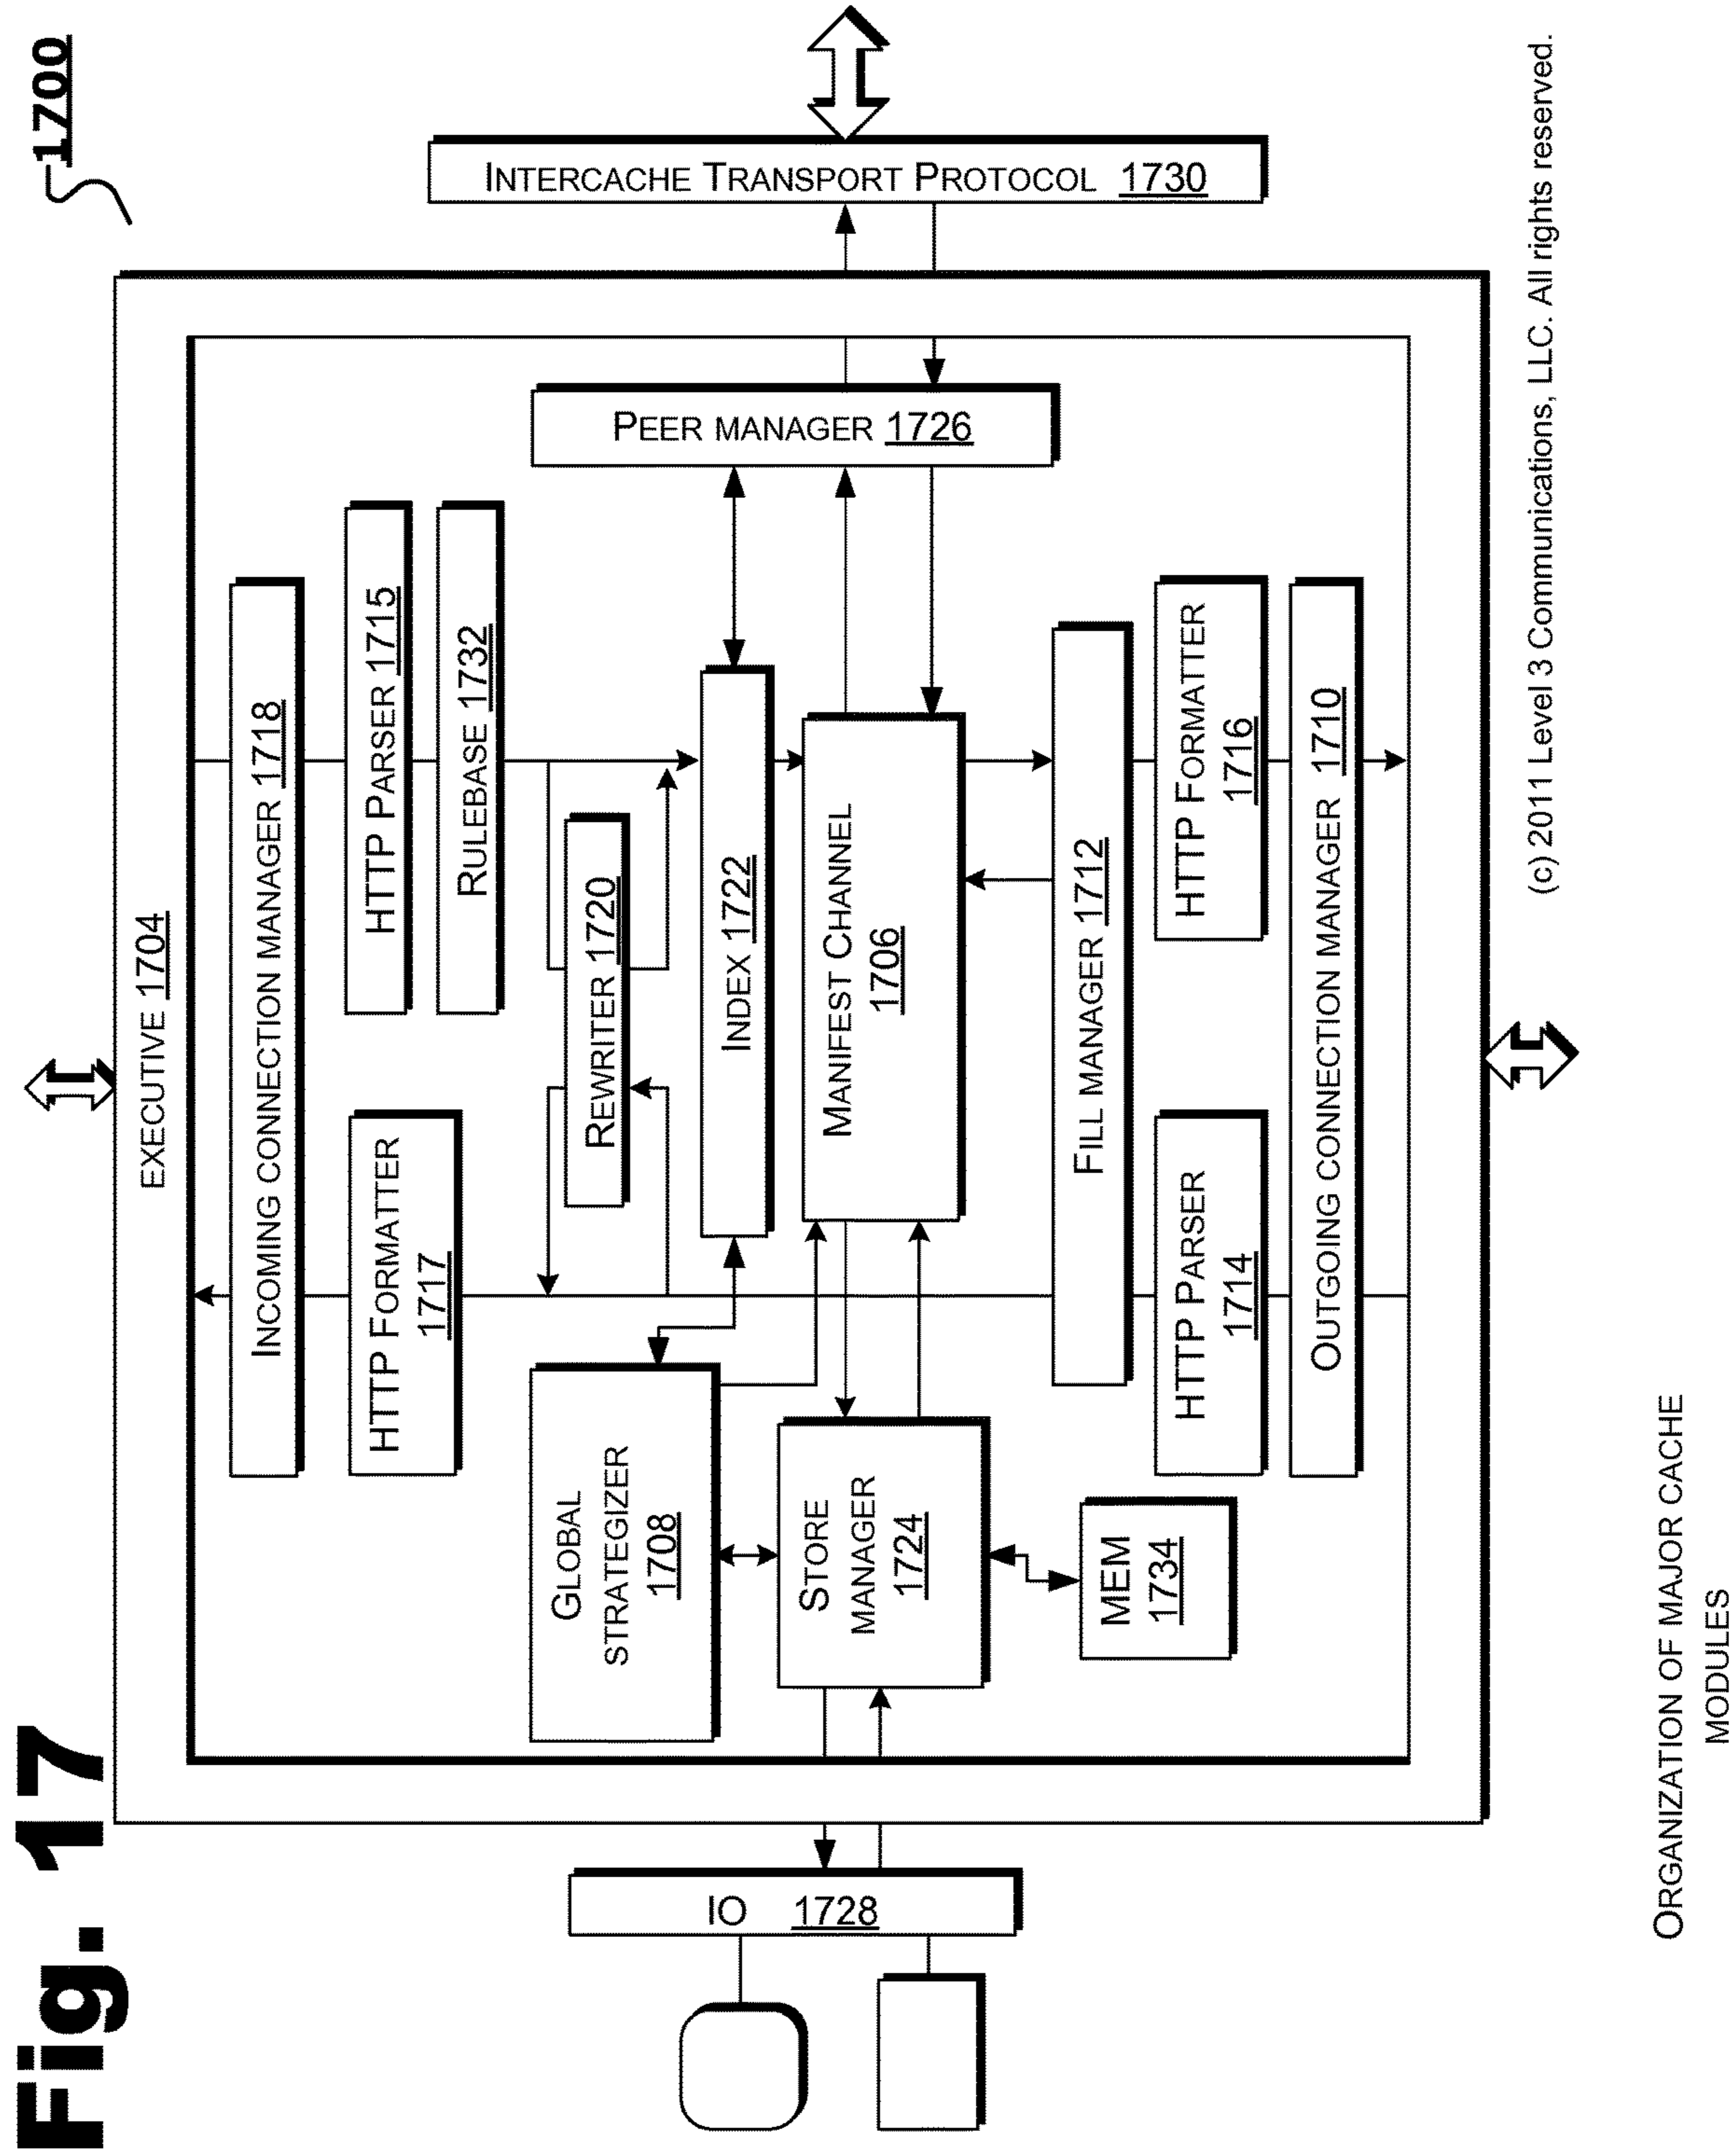 Fig. 17
1700
EXECUTIVE 1704
INCOMING CONNECTION MANAGER 1718
HTTP FORMATTER
1717
HTTP PARSER 1715
RULEBASE 1732
REWRITER 1720
GLOBAL
STRATEGIZER
1708
INDEX 1722
PEER MANAGER 1726
INTERCACHE TRANSPORT PROTOCOL 1730
IO 1728
STORE
MANAGER
1724
MANIFEST CHANNEL
1706
MEM
1734
FILL MANAGER 1712
HTTP PARSER
1714
HTTP FORMATTER
1716
OUTGOING CONNECTION MANAGER 1710
(c) 2011 Level 3 Communications, LLC. All rights reserved.
ORGANIZATION OF MAJOR CACHE
MODULES